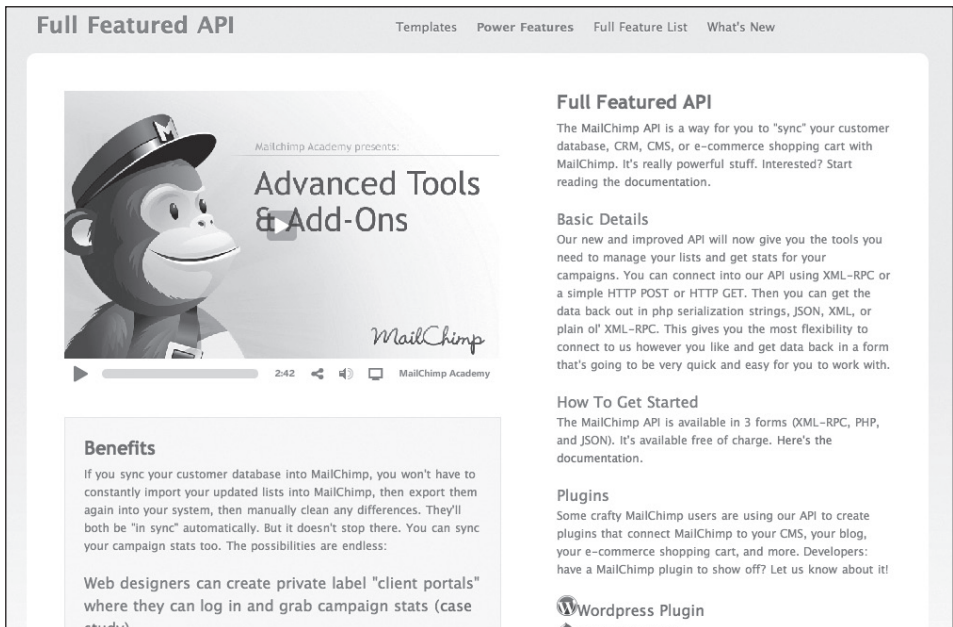 Full Featured API
Templates Power Features Full Feature List What's New
M
Mailchimp Academy presents:
Advanced Tools
& Add-Ons
MailChimp
2:42 MailChimp Academy
Benefits
If you sync your customer database into MailChimp, you won't have to
constantly import your updated lists into MailChimp, then export them
again into your system, then manually clean any differences. They'll
both be "in sync" automatically. But it doesn't stop there. You can sync
your campaign stats too. The possibilities are endless:
Web designers can create private label "client portals"
where they can log in and grab campaign stats (case
study)
Full Featured API
The MailChimp API is a way for you to "sync" your customer
database, CRM, CMS, or e-commerce shopping cart with
MailChimp. It's really powerful stuff. Interested? Start
reading the documentation.
Basic Details
Our new and improved API will now give you the tools you
need to manage your lists and get stats for your
campaigns. You can connect into our API using XML-RPC or
a simple HTTP POST or HTTP GET. Then you can get the
data back out in php serialization strings, JSON, XML, or
plain ol' XML-RPC. This gives you the most flexibility to
connect to us however you like and get data back in a form
that's going to be very quick and easy for you to work with.
How To Get Started
The MailChimp API is available in 3 forms (XML-RPC, PHP,
and JSON). It's available free of charge. Here's the
documentation.
Plugins
Some crafty MailChimp users are using our API to create
plugins that connect MailChimp to your CMS, your blog,
your e-commerce shopping cart, and more. Developers:
have a MailChimp plugin to show off? Let us know about it!
Wordpress Plugin